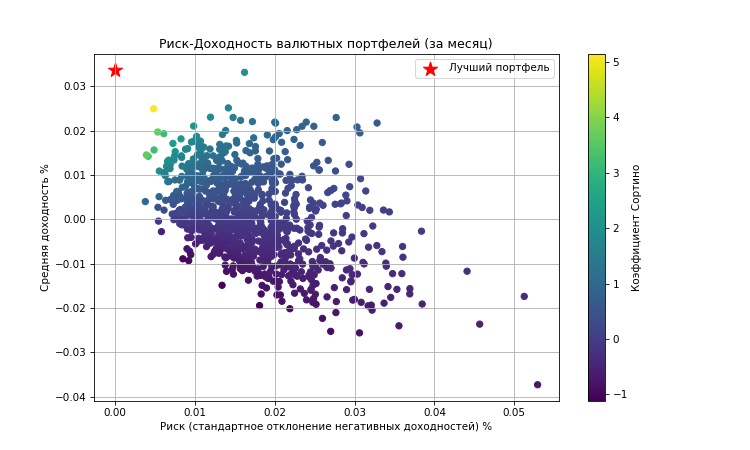 Риск-Доходность валютных портфелей (за месяц)
Лучший портфель
Средняя доходность %
0.03
0.02
0.01
0.00
−0.01
−0.02
−0.03
−0.04
0.00 0.01 0.02 0.03 0.04 0.05
Риск (стандартное отклонение негативных доходностей) %
5
4
3
2
1
0
−1
Коэффициент Сортино